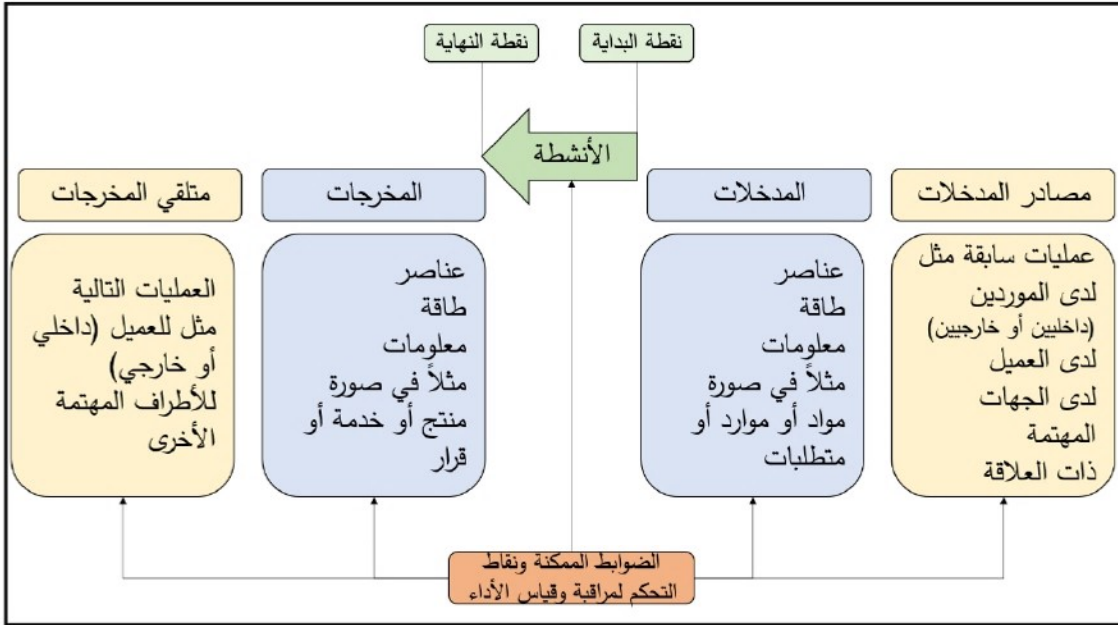 نقطة البداية
نقطة النهاية
الأنشطة
مصادر المدخلات
المدخلات
المخرجات
متلقي المخرجات
عمليات سابقة مثل
لدى الموردين
(داخليين أو خارجيين)
لدى العميل
لدى الجهات
المهتمة
ذات العلاقة
عناصر
طاقة
معلومات
مثلاً في صورة
مواد أو موارد أو
متطلبات
عناصر
طاقة
معلومات
مثلاً في صورة
منتج أو خدمة أو
قرار
العمليات التالية
مثل للعميل (داخلي
أو خارجي)
للأطراف المهتمة
الأخرى
الضوابط الممكنة ونقاط
التحكم لمراقبة وقياس الأداء